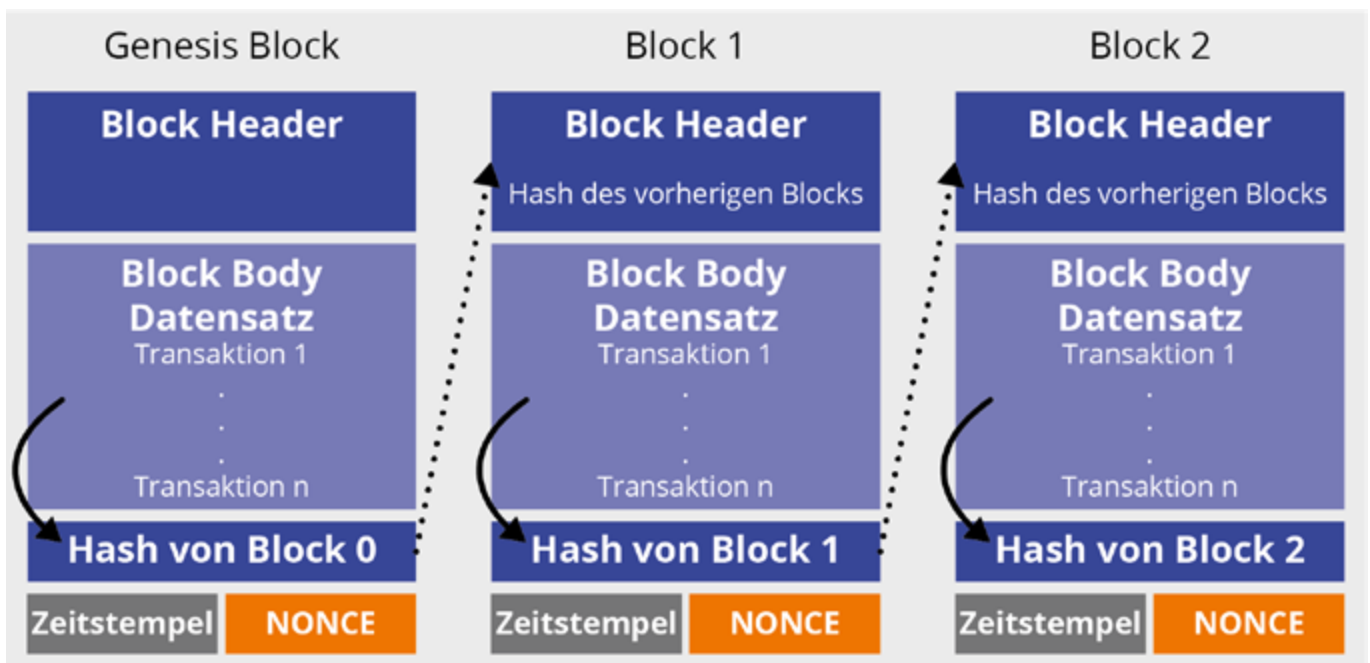 Genesis Block
Block Header
Block Body
Datensatz
Transaktion 1
.
.
.
Transaktion n
Hash von Block 0
Zeitstempel
NONCE
Block 1
Block Header
Hash des vorherigen Blocks
Block Body
Datensatz
Transaktion 1
.
.
.
Transaktion n
Hash von Block 1
Zeitstempel
NONCE
Block 2
Block Header
Hash des vorherigen Blocks
Block Body
Datensatz
Transaktion 1
.
.
.
Transaktion n
Hash von Block 2
Zeitstempel
NONCE